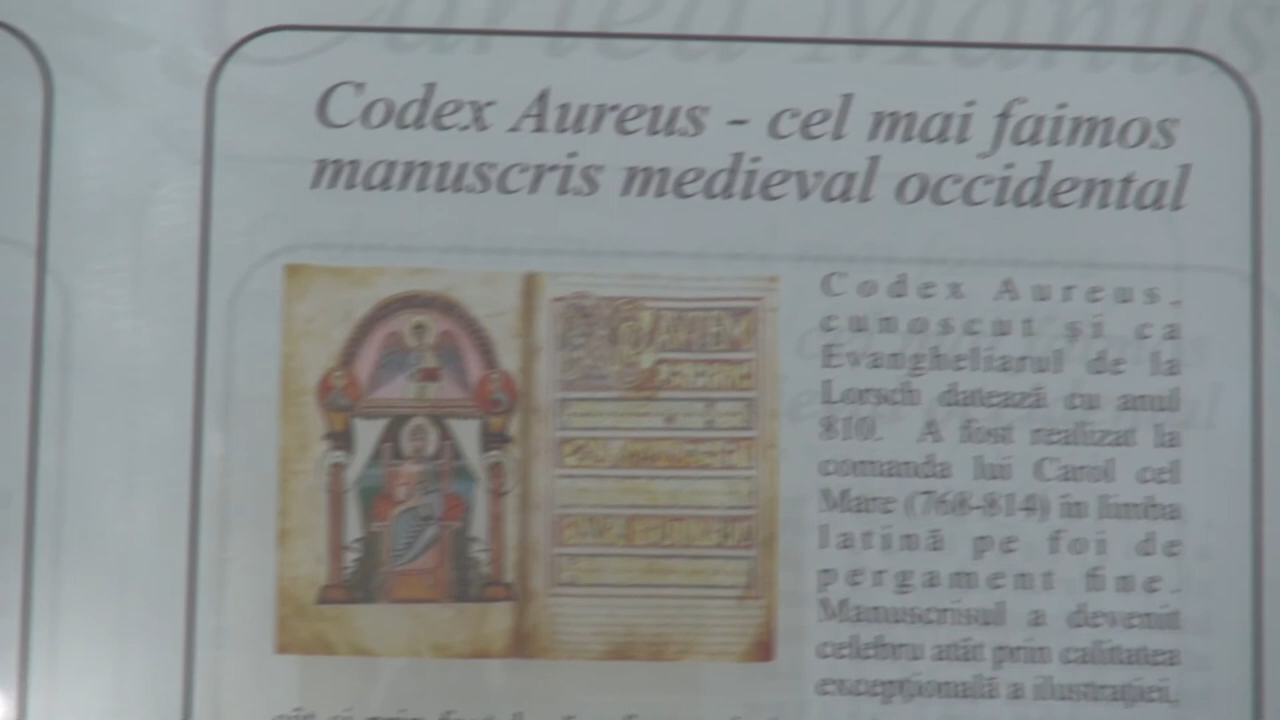 Cartea Manus
Codex Aureus - cel mai faimos
manuscris medieval occidental
Codex Aureus,
cunoscut și ca
Evangheliarul de la
Lorsch datează cu anul
810. A fost realizat la
comanda lui Carol cel
Mare (768-814) în limba
latină pe foi de
pergament fine.
Manuscrisul a devenit
celebru atât prin calitatea
excepțională a ilustrației,